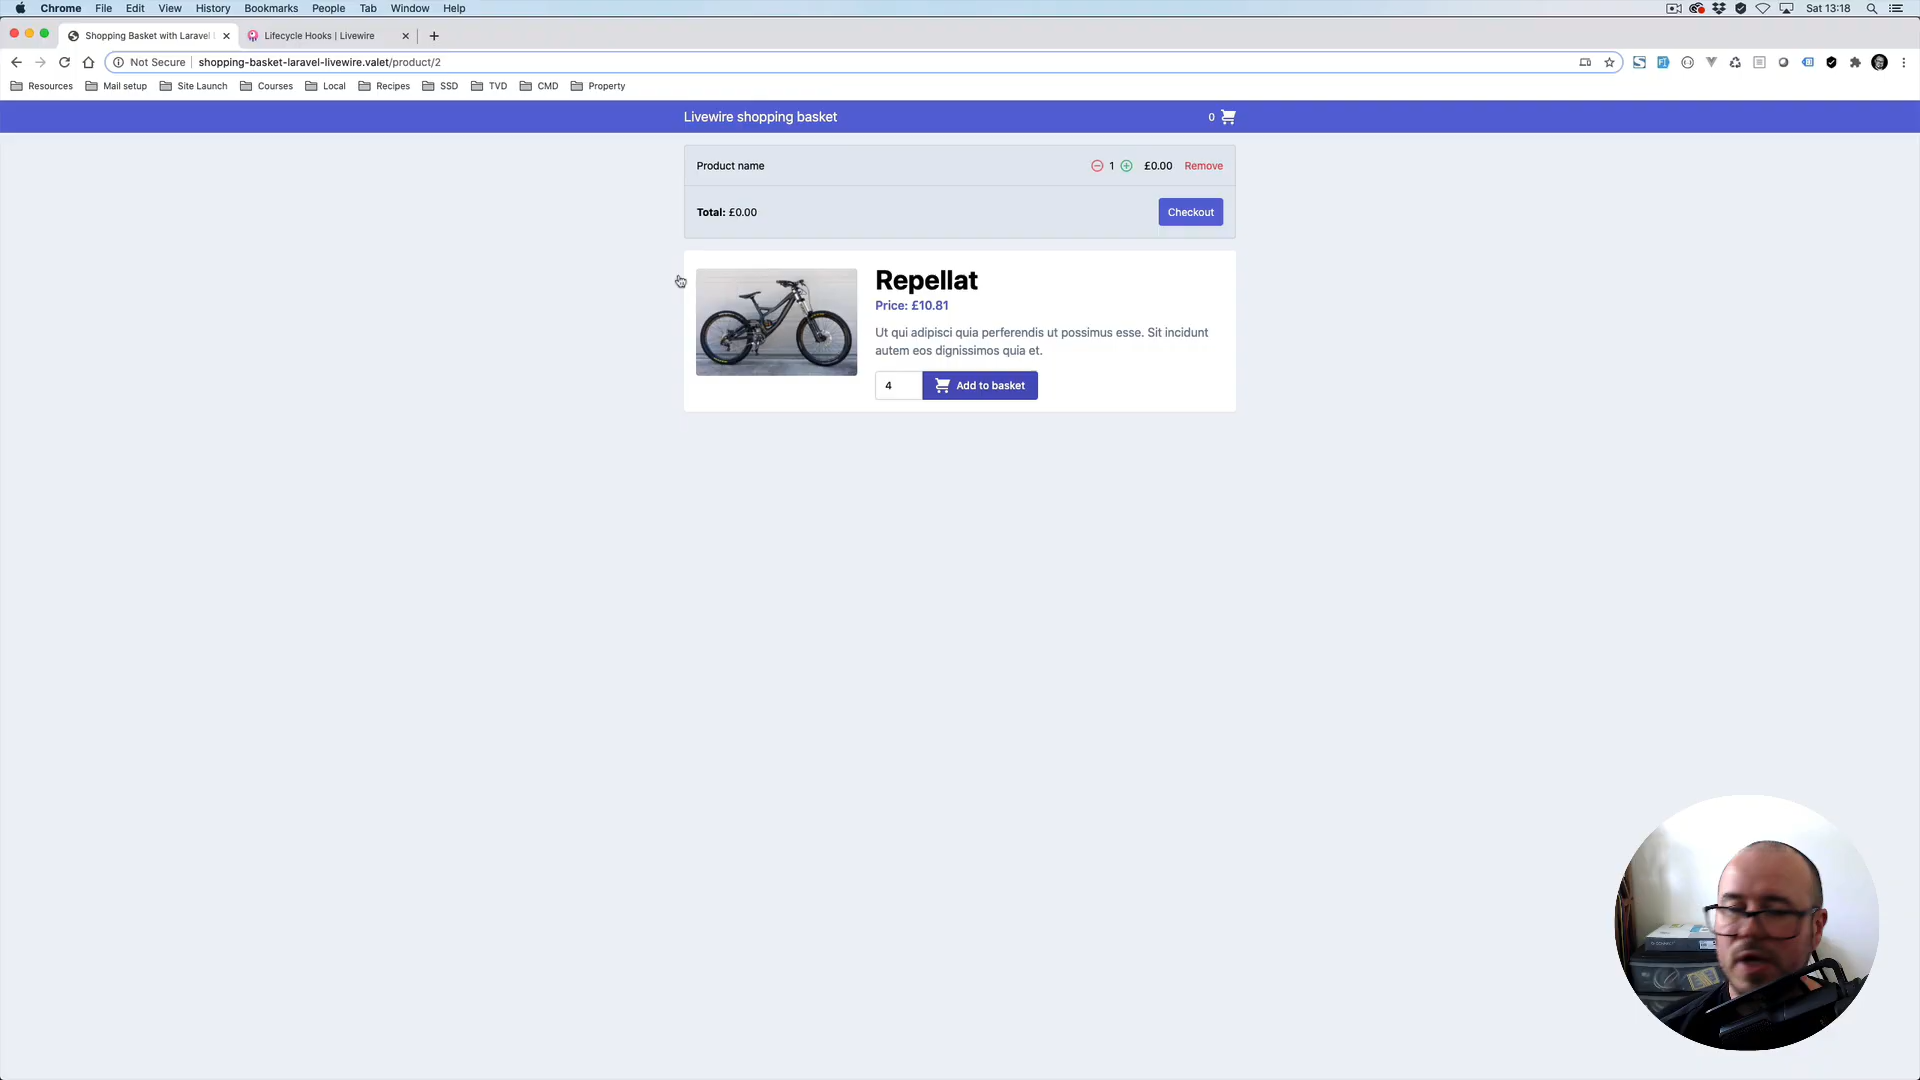 Chrome File Edit View History Bookmarks People Tab Window Help Sat 13:18
Shopping Basket with Laravel Lifecycle Hooks | Livewire
Not Secure shopping-basket-laravel-livewire.valet/product/2
Resources Mail setup Site Launch Courses Local Recipes SSD TVD CMD Property
Livewire shopping basket 0
Product name 1 £0.00 Remove
Total: £0.00 Checkout
Repellat
Price: £10.81
Ut qui adipisci quia perferendis ut possimus esse. Sit incidunt
autem eos dignissimos quia et.
4 Add to basket